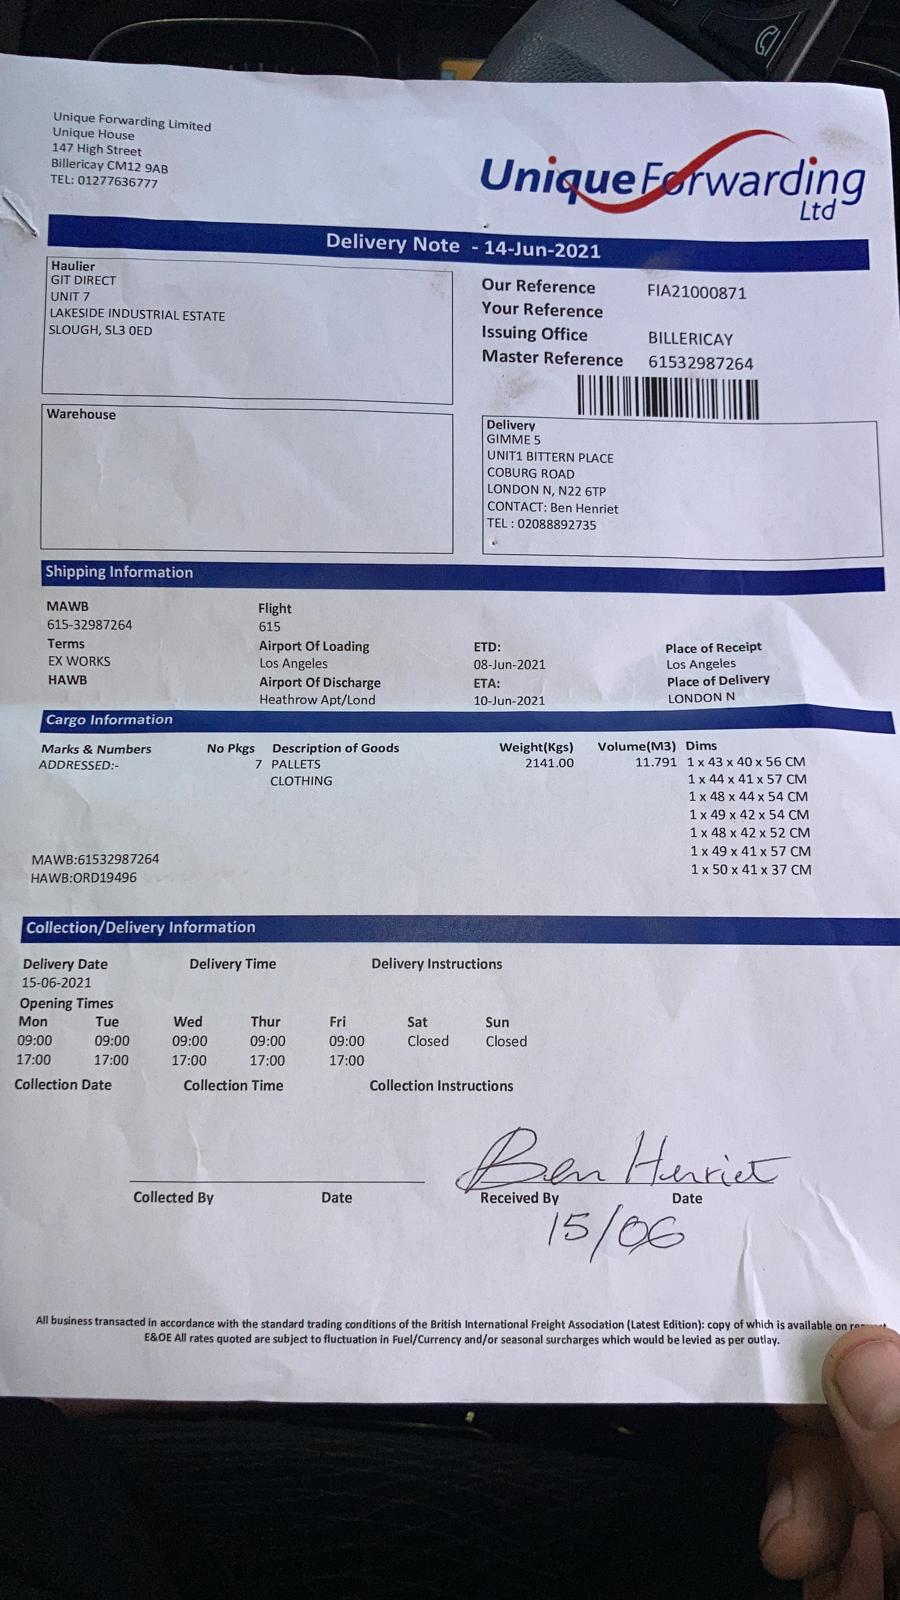 Unique Forwarding Limited
Unique House
147 High Street
Billericay CM12 9AB
TEL: 01277636777
UniqueForwarding
Ltd
Delivery Note - 14-Jun-2021
Haulier
GIT DIRECT
UNIT 7
LAKESIDE INDUSTRIAL ESTATE
SLOUGH, SL3 0ED
Our Reference FIA21000871
Your Reference
Issuing Office BILLERICAY
Master Reference 61532987264
Warehouse
Delivery
GIMME 5
UNIT1 BITTERN PLACE
COBURG ROAD
LONDON N, N22 6TP
CONTACT: Ben Henriet
TEL : 02088892735
Shipping Information
MAWB Flight
615-32987264 615
Terms Airport Of Loading ETD: Place of Receipt
EX WORKS Los Angeles 08-Jun-2021 Los Angeles
HAWB Airport Of Discharge ETA: Place of Delivery
Heathrow Apt/Lond 10-Jun-2021 LONDON N
Cargo Information
Marks & Numbers No Pkgs Description of Goods Weight(Kgs) Volume(M3) Dims
ADDRESSED:- 7 PALLETS 2141.00 11.791 1 x 43 x 40 x 56 CM
CLOTHING 1 x 44 x 41 x 57 CM
1 x 48 x 44 x 54 CM
1 x 49 x 42 x 54 CM
1 x 48 x 42 x 52 CM
MAWB:61532987264 1 x 49 x 41 x 57 CM
HAWB:ORD19496 1 x 50 x 41 x 37 CM
Collection/Delivery Information
Delivery Date Delivery Time Delivery Instructions
15-06-2021
Opening Times
Mon Tue Wed Thur Fri Sat Sun
09:00 09:00 09:00 09:00 09:00 Closed Closed
17:00 17:00 17:00 17:00 17:00
Collection Date Collection Time Collection Instructions
Ben Henriet
Collected By Date Received By Date
15/06
All business transacted in accordance with the standard trading conditions of the British International Freight Association (Latest Edition): copy of which is available on
E&OE All rates quoted are subject to fluctuation in Fuel/Currency and/or seasonal surcharges which would be levied as per outlay.